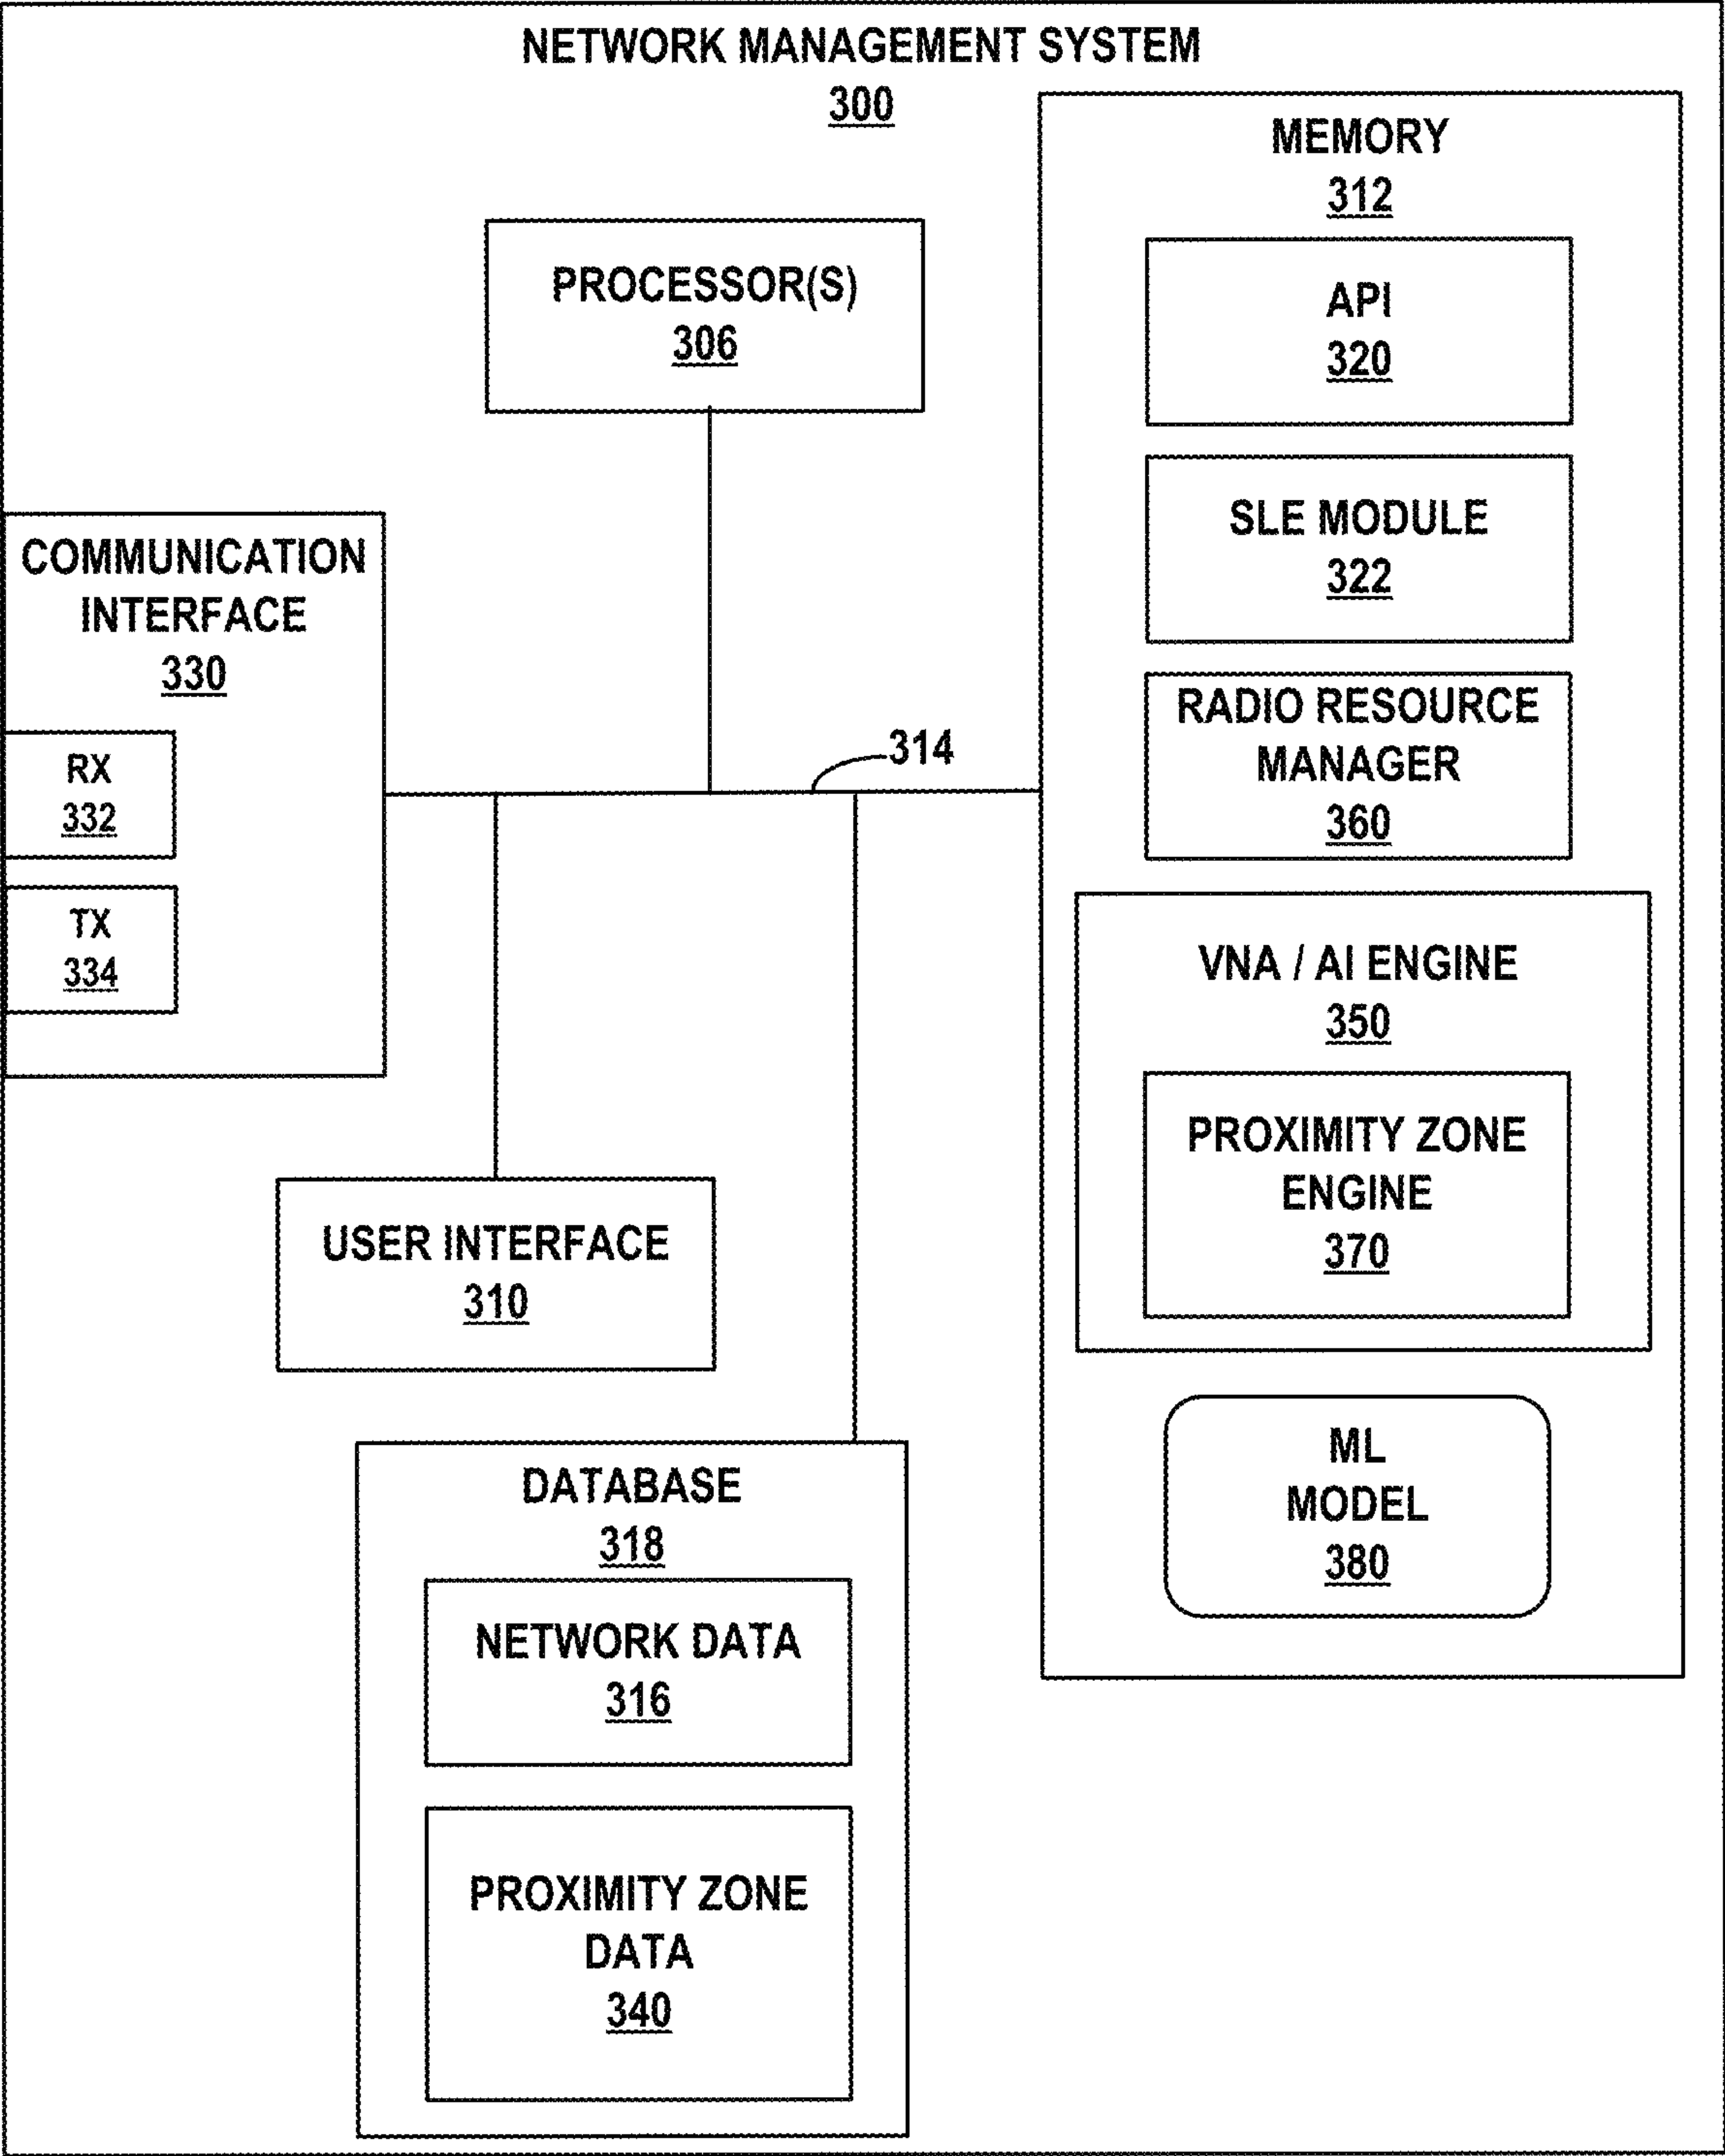 NETWORK MANAGEMENT SYSTEM
300
PROCESSOR(S)
306
COMMUNICATION
INTERFACE
330
RX
332
TX
334
314
USER INTERFACE
310
DATABASE
318
NETWORK DATA
316
PROXIMITY ZONE
DATA
340
MEMORY
312
API
320
SLE MODULE
322
RADIO RESOURCE
MANAGER
360
VNA / AI ENGINE
350
PROXIMITY ZONE
ENGINE
370
ML
MODEL
380